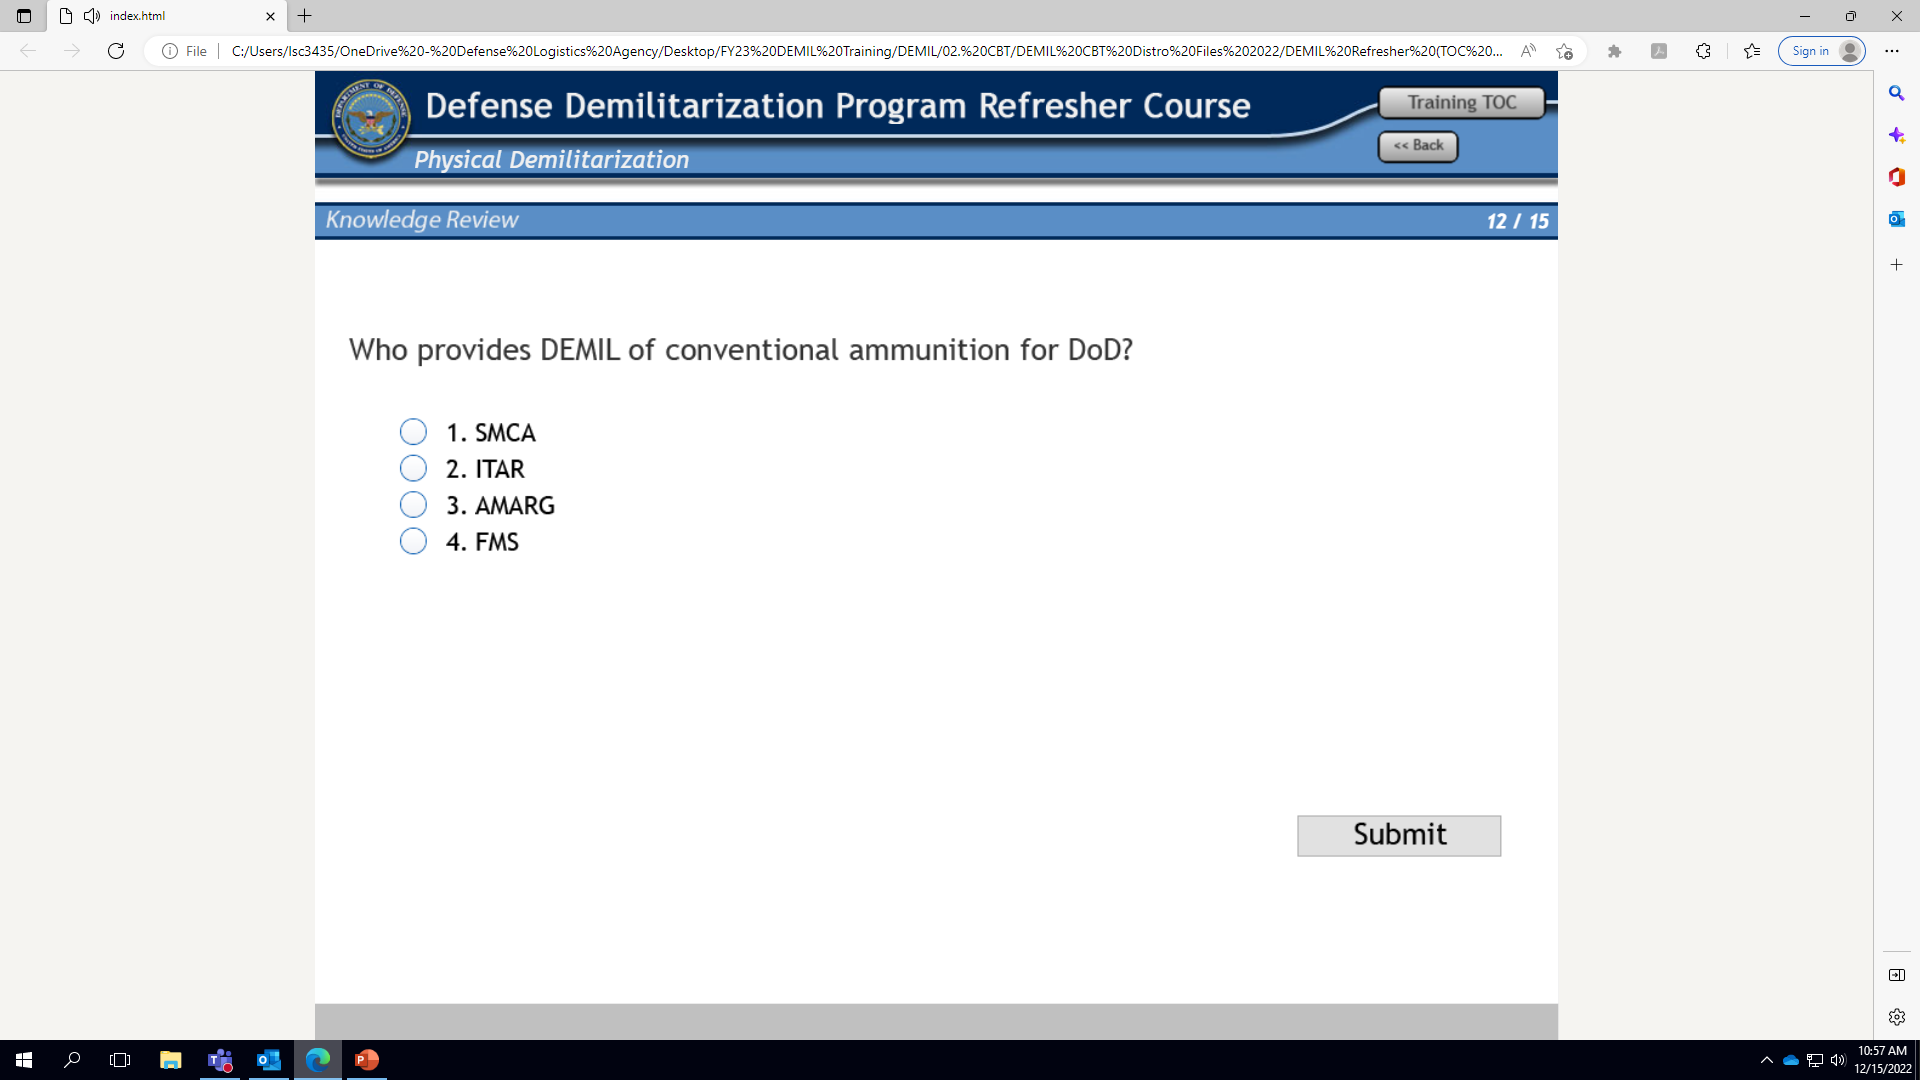 index.html
File
C:/Users/lsc3435/OneDrive%20-%20Defense%20Logistics%20Agency/Desktop/FY23%20DEMIL%20Training/DEMIL/02.%20CBT/DEMIL%20CBT%20Distro%20Files%202022/DEMIL%20Refresher%20(TOC%20...
Sign in
Defense Demilitarization Program Refresher Course
Training TOC
<< Back
Physical Demilitarization
Knowledge Review
12 / 15
Who provides DEMIL of conventional ammunition for DoD?
1. SMCA
2. ITAR
3. AMARG
4. FMS
Submit
10:57 AM
12/15/2022